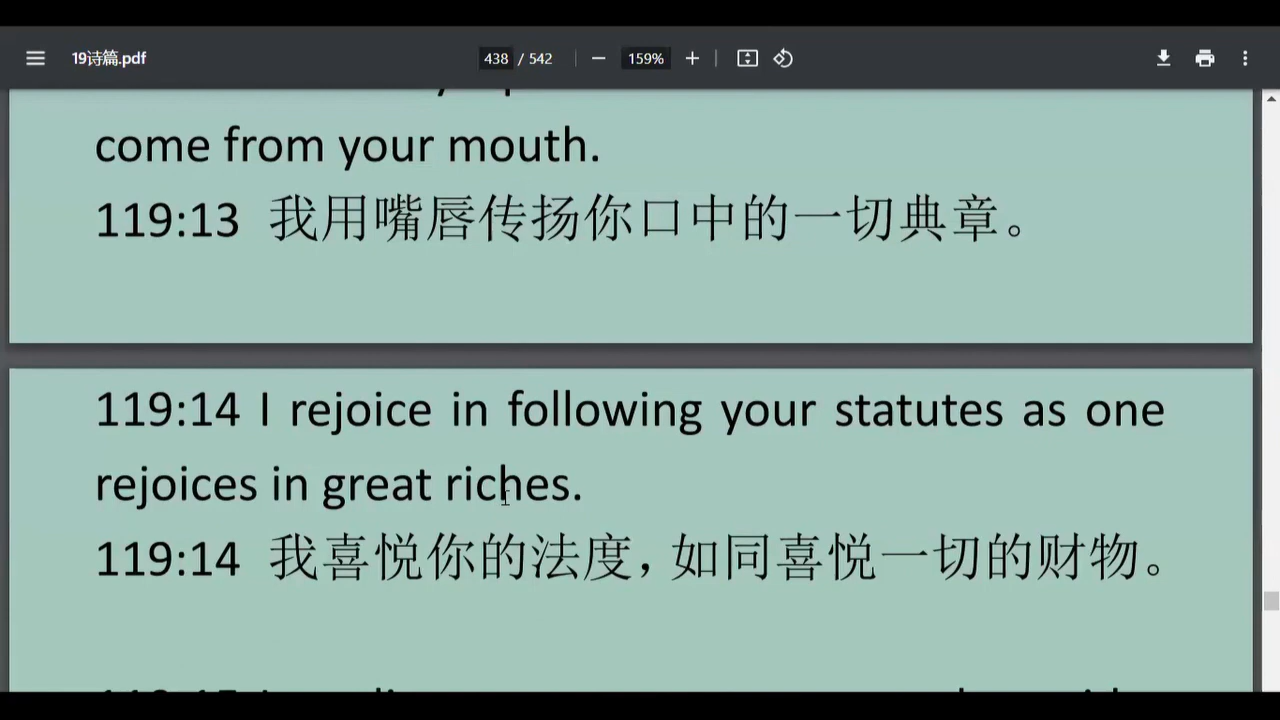 19诗篇.pdf
438 / 542
159%
come from your mouth.
119:13 我用嘴唇传扬你口中的一切典章。
119:14 I rejoice in following your statutes as one
rejoices in great riches.
119:14 我喜悦你的法度，如同喜悦一切的财物。